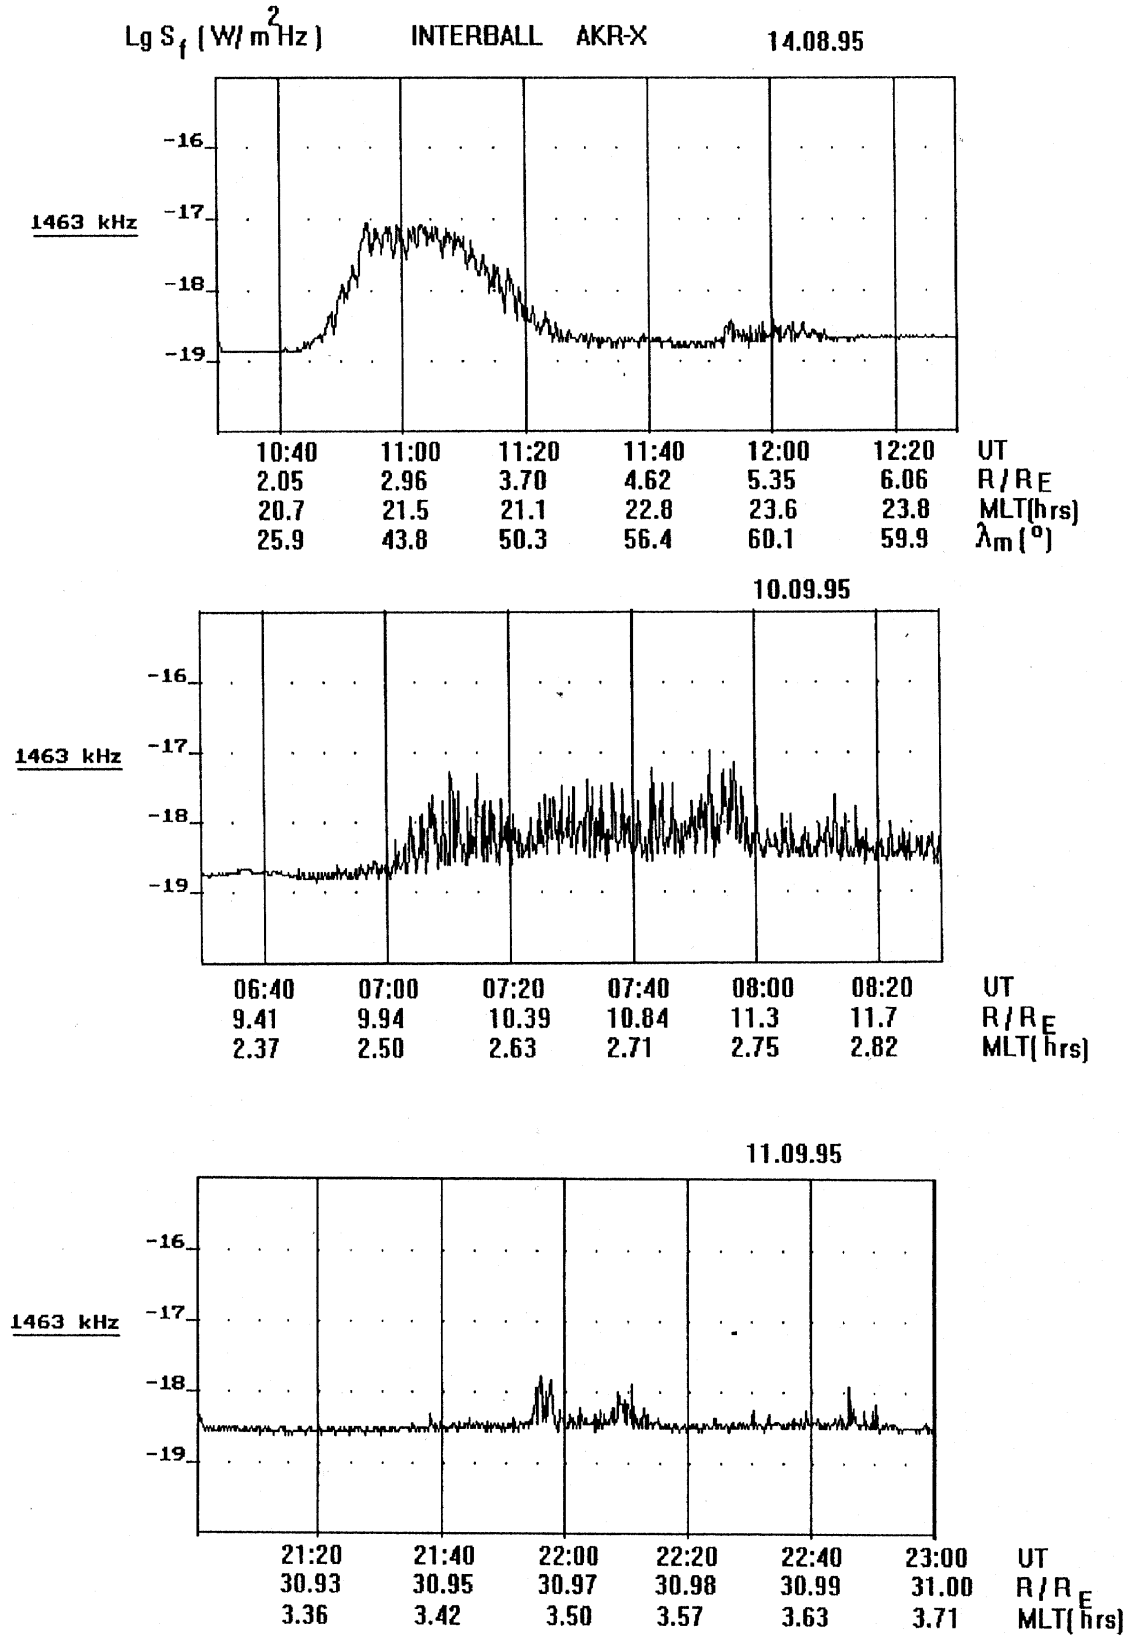 Lg S_f (W/m²Hz) INTERBALL AKR-X 14.08.95
-16
-17
1463 kHz
-18
-19
10:40 11:00 11:20 11:40 12:00 12:20 UT
2.05 2.96 3.70 4.62 5.35 6.06 R/R_E
20.7 21.5 21.1 22.8 23.6 23.8 MLT(hrs)
25.9 43.8 50.3 56.4 60.1 59.9 λm(°)
10.09.95
-16
-17
1463 kHz
-18
-19
06:40 07:00 07:20 07:40 08:00 08:20 UT
9.41 9.94 10.39 10.84 11.3 11.7 R/R_E
2.37 2.50 2.63 2.71 2.75 2.82 MLT(hrs)
11.09.95
-16
-17
1463 kHz
-18
-19
21:20 21:40 22:00 22:20 22:40 23:00 UT
30.93 30.95 30.97 30.98 30.99 31.00 R/R_E
3.36 3.42 3.50 3.57 3.63 3.71 MLT(hrs)